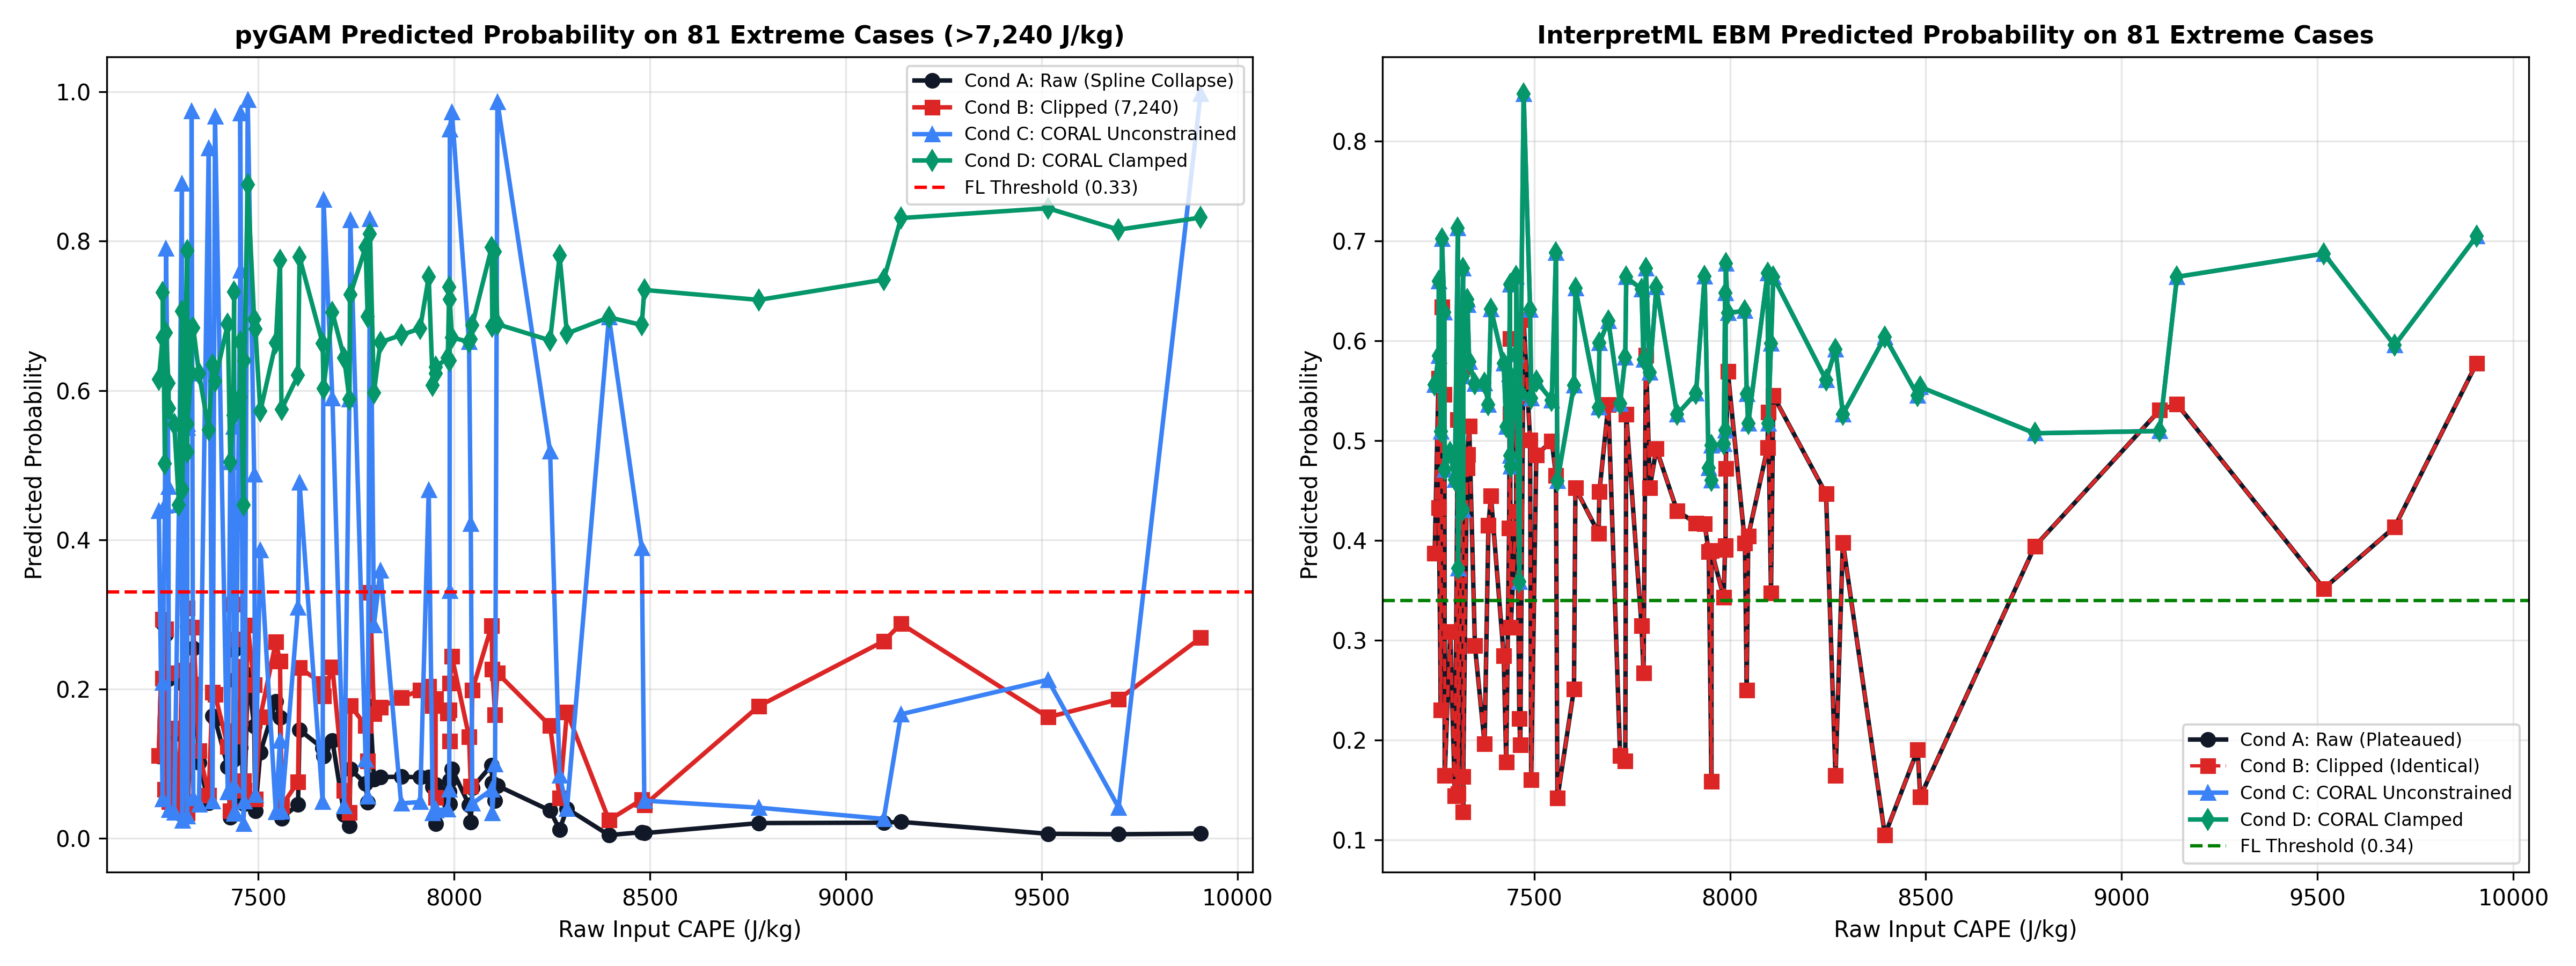 pyGAM Predicted Probability on 81 Extreme Cases (>7,240 J/kg)
Predicted Probability
1.0
0.8
0.6
0.4
0.2
0.0
7500
8000
8500
9000
9500
10000
Raw Input CAPE (J/kg)
Cond A: Raw (Spline Collapse)
Cond B: Clipped (7,240)
Cond C: CORAL Unconstrained
Cond D: CORAL Clamped
FL Threshold (0.33)
InterpretML EBM Predicted Probability on 81 Extreme Cases
Predicted Probability
0.8
0.7
0.6
0.5
0.4
0.3
0.2
0.1
7500
8000
8500
9000
9500
10000
Raw Input CAPE (J/kg)
Cond A: Raw (Plateaued)
Cond B: Clipped (Identical)
Cond C: CORAL Unconstrained
Cond D: CORAL Clamped
FL Threshold (0.34)